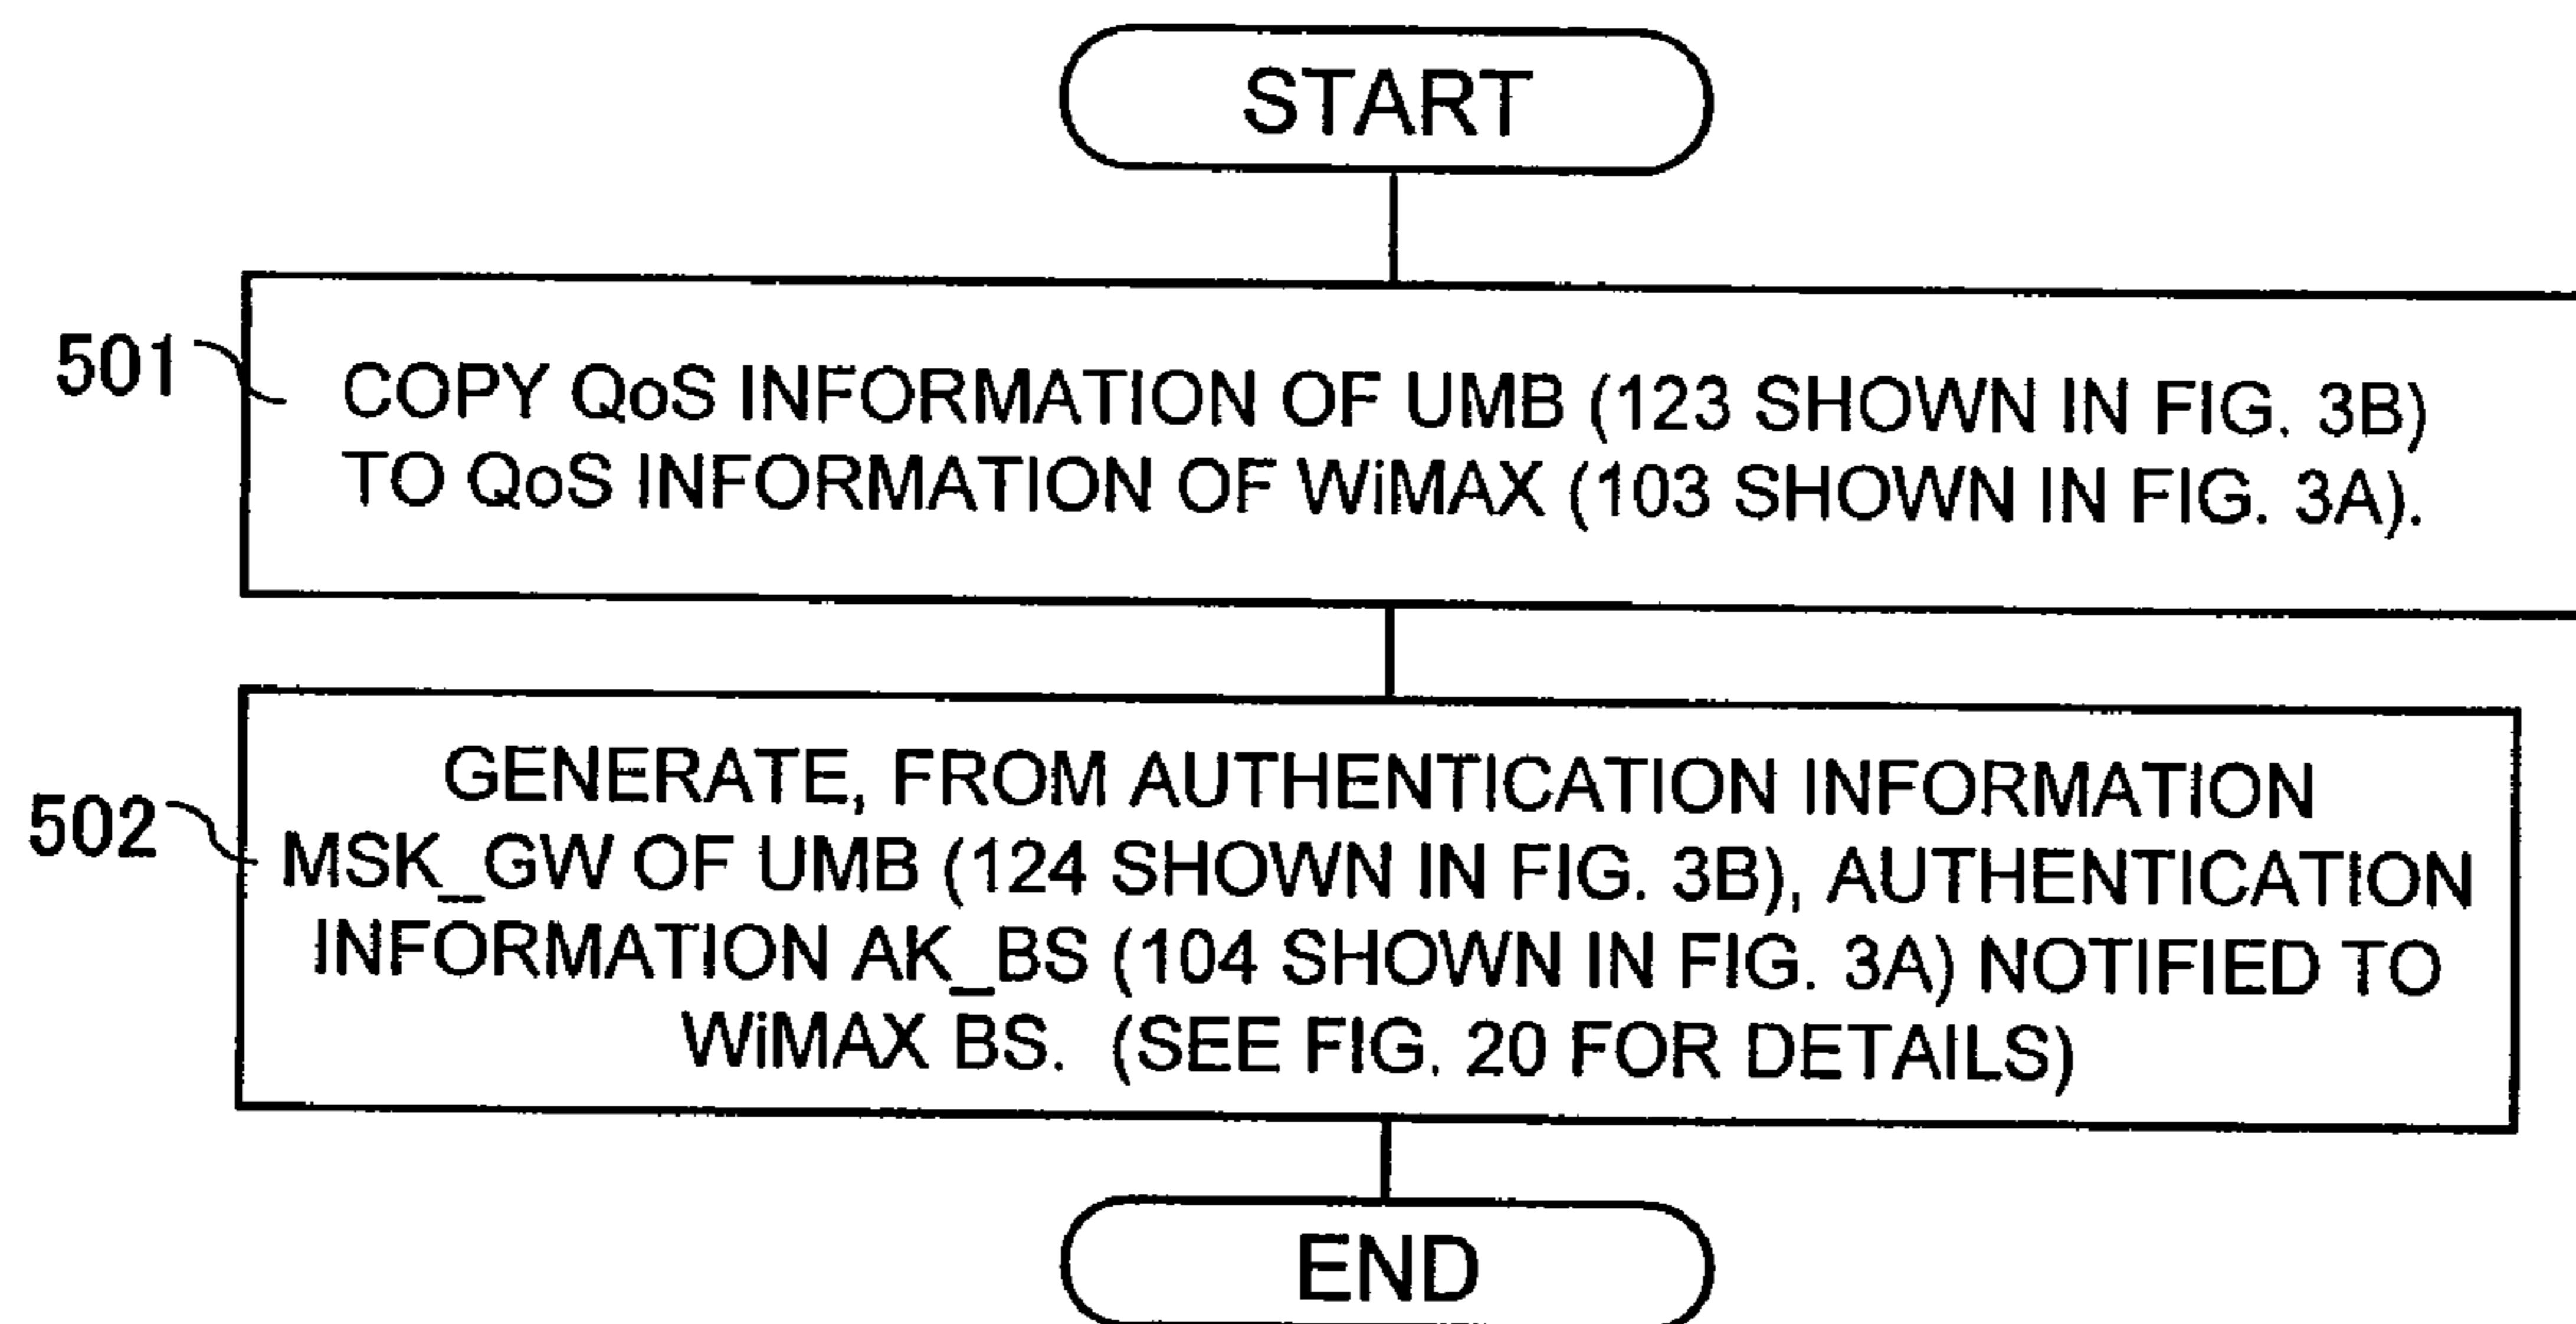 START
501
COPY QoS INFORMATION OF UMB (123 SHOWN IN FIG. 3B)
TO QoS INFORMATION OF WiMAX (103 SHOWN IN FIG. 3A).
GENERATE, FROM AUTHENTICATION INFORMATION
502
MSK_GW OF UMB (124 SHOWN IN FIG. 3B), AUTHENTICATION
INFORMATION AK_BS (104 SHOWN IN FIG. 3A) NOTIFIED TO
WiMAX BS. (SEE FIG. 20 FOR DETAILS)
END